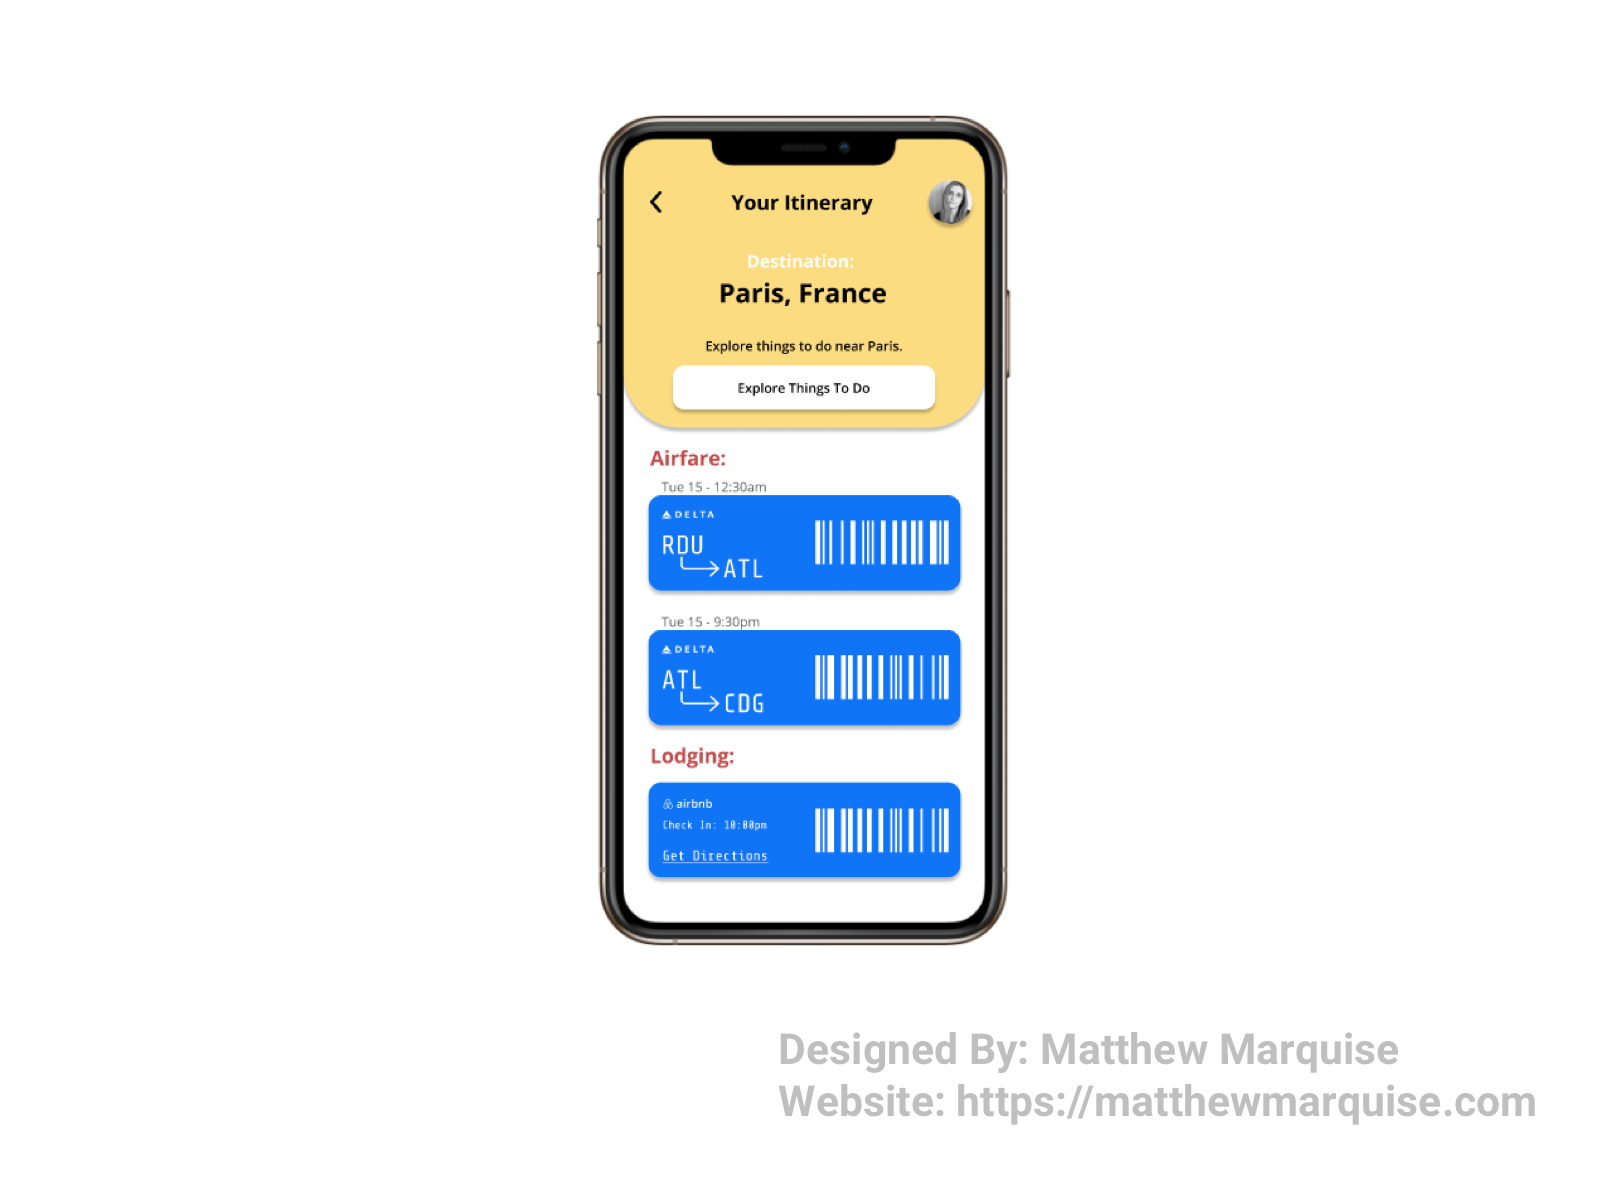 Your Itinerary
Destination:
Paris, France
Explore things to do near Paris.
Explore Things To Do
Airfare:
Tue 15 - 12:30am
DELTA
RDU
ATL
Tue 15 - 9:30pm
DELTA
ATL
CDG
Lodging:
airbnb
Check In: 10:00pm
Get Directions
Designed By: Matthew Marquise
Website: https://matthewmarquise.com